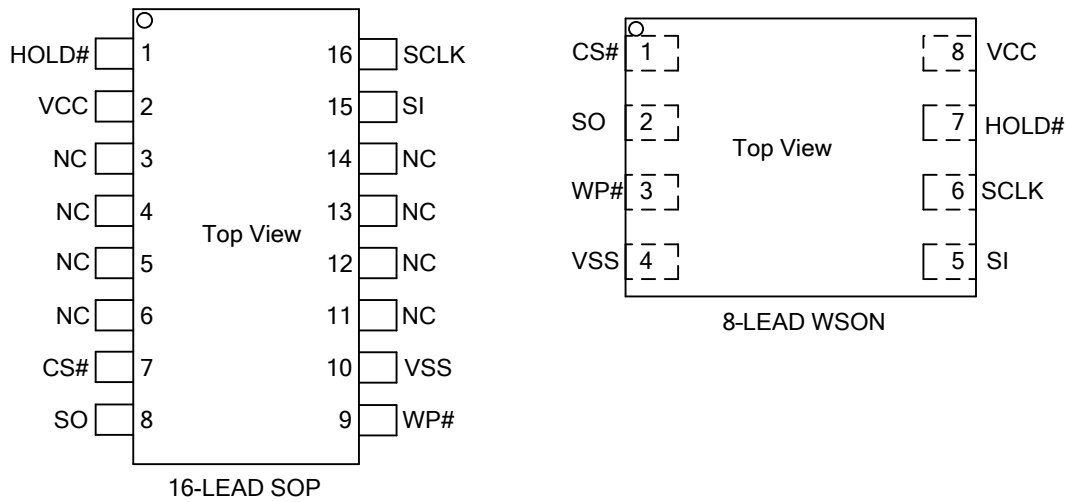 HOLD# 1 16 SCLK
VCC 2 15 SI
NC 3 14 NC
NC 4 13 NC
Top View
NC 5 12 NC
NC 6 11 NC
CS# 7 10 VSS
SO 8 9 WP#
16-LEAD SOP
CS# 1 8 VCC
SO 2 7 HOLD#
Top View
WP# 3 6 SCLK
VSS 4 5 SI
8-LEAD WSON